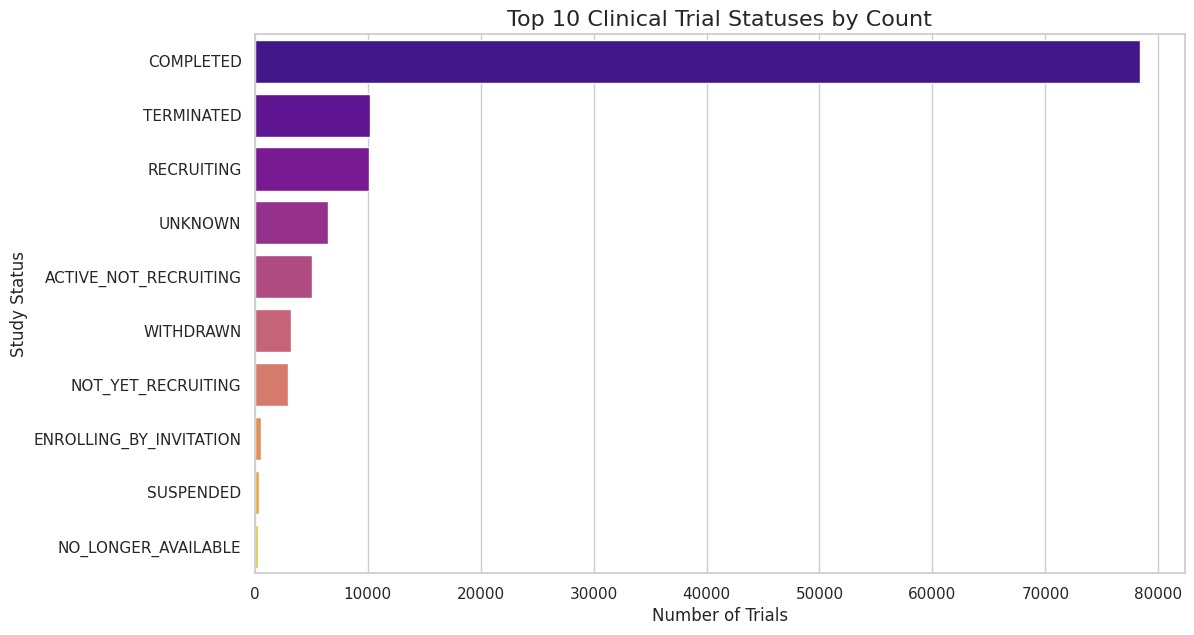 Top 10 Clinical Trial Statuses by Count
Study Status
COMPLETED
TERMINATED
RECRUITING
UNKNOWN
ACTIVE_NOT_RECRUITING
WITHDRAWN
NOT_YET_RECRUITING
ENROLLING_BY_INVITATION
SUSPENDED
NO_LONGER_AVAILABLE
0 10000 20000 30000 40000 50000 60000 70000 80000
Number of Trials